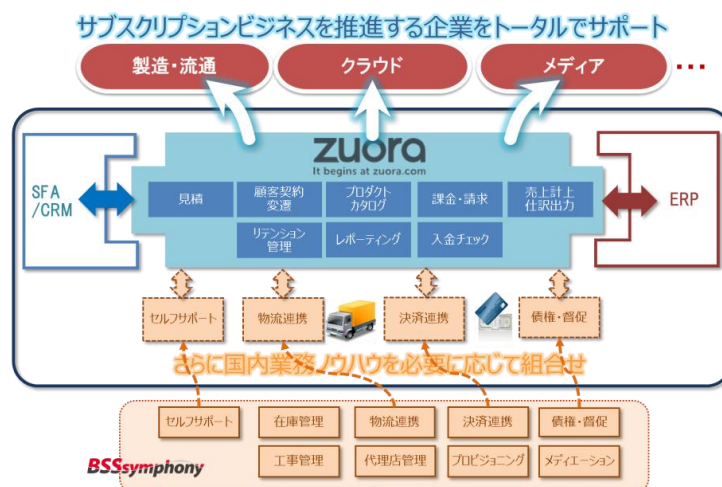 サブスクリプションビジネスを推進する企業をトータルでサポート
製造・流通
クラウド
メディア
...
zuora
It begins at zuora.com
SFA
/CRM
ERP
見積
顧客契約
変遷
プロダクト
カタログ
課金・請求
売上計上
仕訳出力
リテンション
管理
レポーティング
入金チェック
セルフサポート
物流連携
決済連携
債権・督促
さらに国内業務ノウハウを必要に応じて組合せ
セルフサポート
在庫管理
物流連携
決済連携
債権・督促
BSSsymphony
工事管理
代理店管理
プロビジョニング
メディエーション